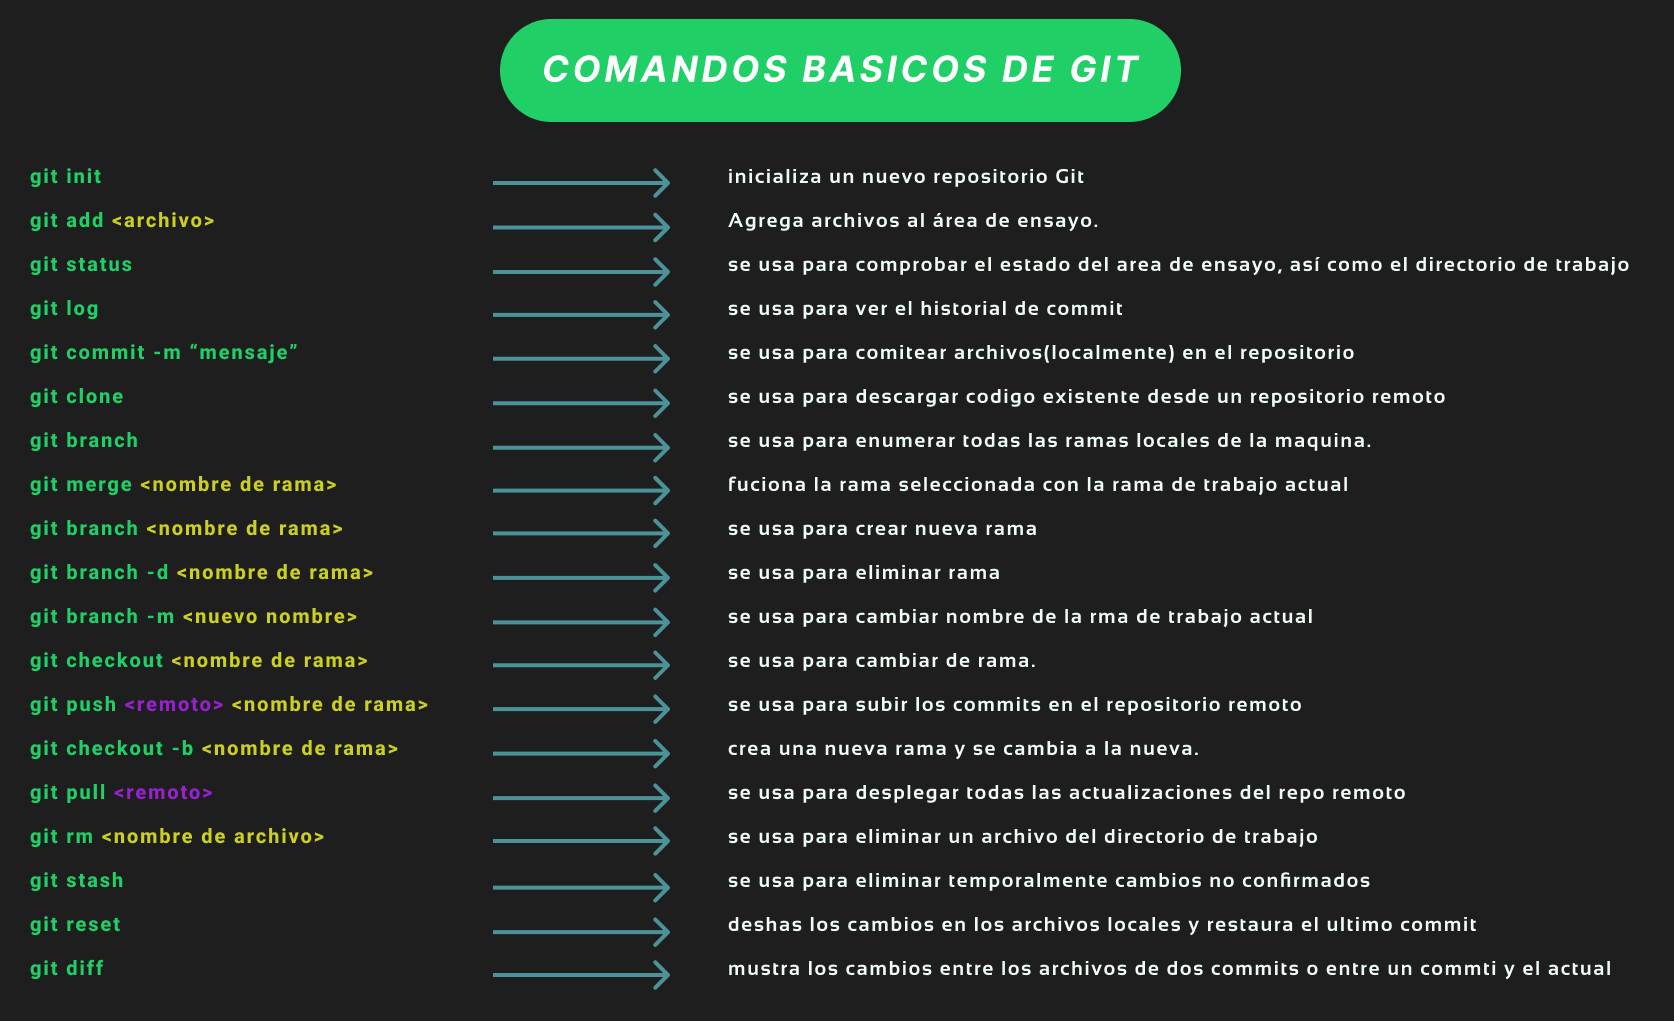 COMANDOS BASICOS DE GIT
git init inicializa un nuevo repositorio Git
git add <archivo> Agrega archivos al área de ensayo.
git status se usa para comprobar el estado del area de ensayo, así como el directorio de trabajo
git log se usa para ver el historial de commit
git commit -m “mensaje” se usa para comitear archivos(localmente) en el repositorio
git clone se usa para descargar codigo existente desde un repositorio remoto
git branch se usa para enumerar todas las ramas locales de la maquina.
git merge <nombre de rama> fuciona la rama seleccionada con la rama de trabajo actual
git branch <nombre de rama> se usa para crear nueva rama
git branch -d <nombre de rama> se usa para eliminar rama
git branch -m <nuevo nombre> se usa para cambiar nombre de la rma de trabajo actual
git checkout <nombre de rama> se usa para cambiar de rama.
git push <remoto> <nombre de rama> se usa para subir los commits en el repositorio remoto
git checkout -b <nombre de rama> crea una nueva rama y se cambia a la nueva.
git pull <remoto> se usa para desplegar todas las actualizaciones del repo remoto
git rm <nombre de archivo> se usa para eliminar un archivo del directorio de trabajo
git stash se usa para eliminar temporalmente cambios no confirmados
git reset deshas los cambios en los archivos locales y restaura el ultimo commit
git diff mustra los cambios entre los archivos de dos commits o entre un commti y el actual